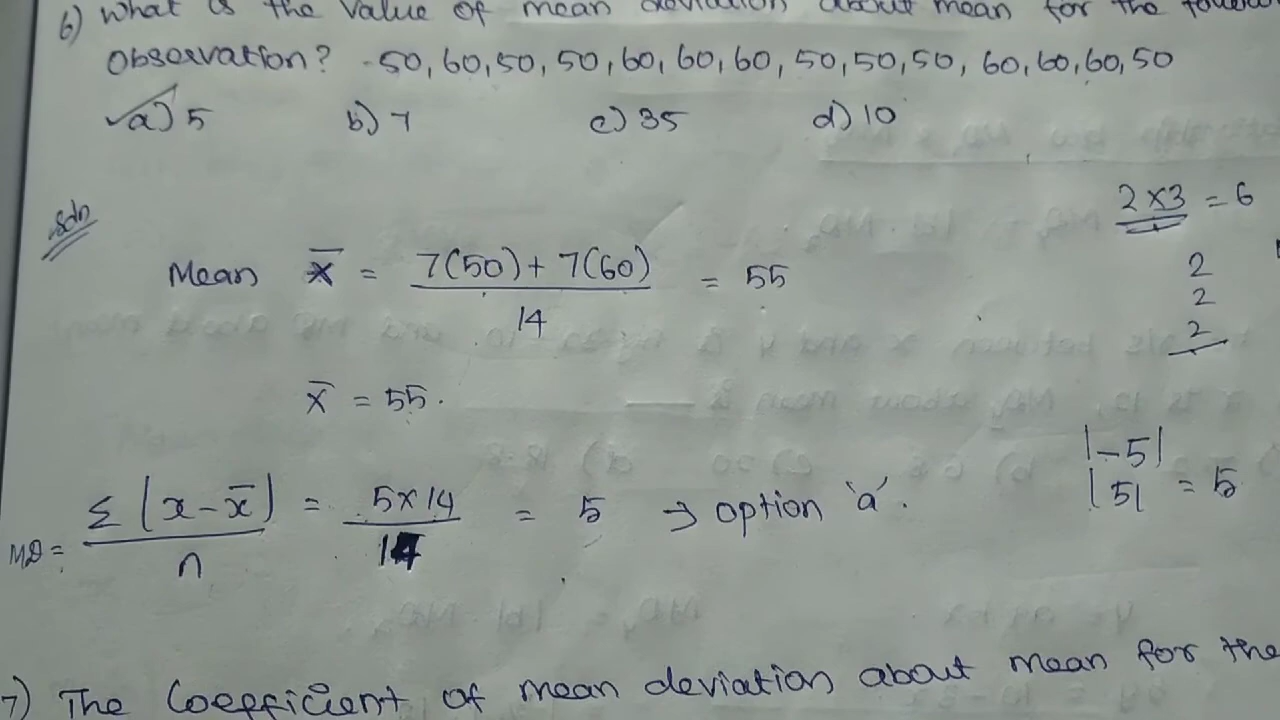 6) What is the value of mean deviation about mean for the
observation? 50, 60, 50, 50, 60, 60, 60, 50, 50, 50, 60, 60, 60, 50
a) 5 b) 7 c) 35 d) 10
Soln
2 × 3 = 6
2
2
2
Mean x̄ = 7(50) + 7(60) / 14 = 55
x̄ = 55.
|-5|
|5| = 5
MD = Σ |x - x̄| / n = 5 × 14 / 14 = 5 → option 'a'.
7) The Coefficient of mean deviation about mean for the